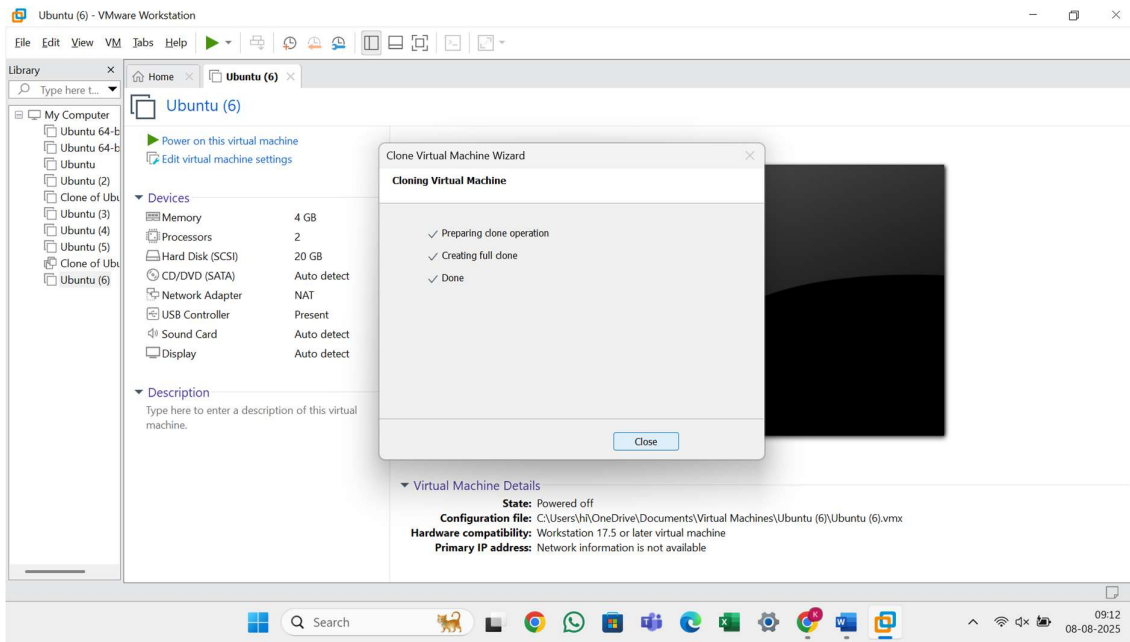 Ubuntu (6) - VMware Workstation
File Edit View VM Tabs Help
Library
Type here t...
My Computer
Ubuntu 64-b
Ubuntu 64-b
Ubuntu
Ubuntu (2)
Clone of Ubu
Ubuntu (3)
Ubuntu (4)
Ubuntu (5)
Clone of Ubu
Ubuntu (6)
Home Ubuntu (6)
Ubuntu (6)
Power on this virtual machine
Edit virtual machine settings
Devices
Memory 4 GB
Processors 2
Hard Disk (SCSI) 20 GB
CD/DVD (SATA) Auto detect
Network Adapter NAT
USB Controller Present
Sound Card Auto detect
Display Auto detect
Description
Type here to enter a description of this virtual
machine.
Clone Virtual Machine Wizard
Cloning Virtual Machine
Preparing clone operation
Creating full clone
Done
Close
Virtual Machine Details
State: Powered off
Configuration file: C:\Users\hi\OneDrive\Documents\Virtual Machines\Ubuntu (6)\Ubuntu (6).vmx
Hardware compatibility: Workstation 17.5 or later virtual machine
Primary IP address: Network information is not available
Search
K
09:12
08-08-2025